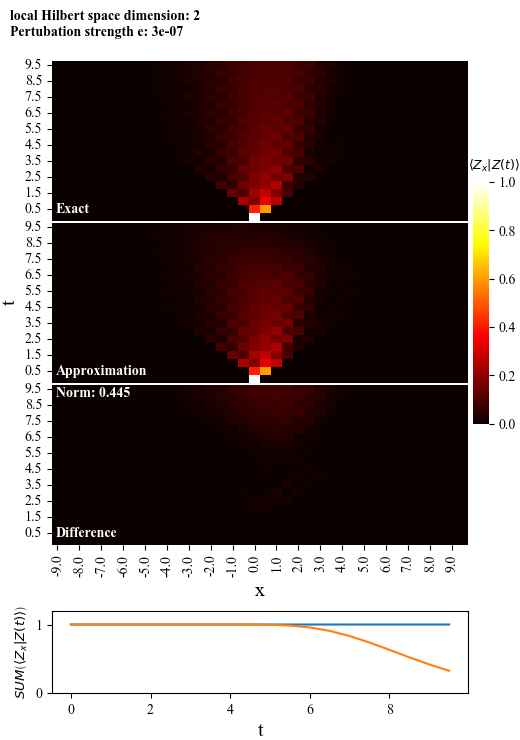 local Hilbert space dimension: 2
Pertubation strength e: 3e-07
9.5
8.5
7.5
6.5
5.5
4.5
3.5
2.5
1.5
0.5
Exact
9.5
8.5
7.5
6.5
5.5
4.5
3.5
2.5
1.5
0.5
Approximation
t
9.5
8.5
7.5
6.5
5.5
4.5
3.5
2.5
1.5
0.5
Norm: 0.445
Difference
-9.0 -8.0 -7.0 -6.0 -5.0 -4.0 -3.0 -2.0 -1.0 0.0 1.0 2.0 3.0 4.0 5.0 6.0 7.0 8.0 9.0
x
⟨Z_x|Z(t)⟩
1.0
0.8
0.6
0.4
0.2
0.0
SUM(⟨Z_x|Z(t)⟩)
1
0
0 2 4 6 8
t